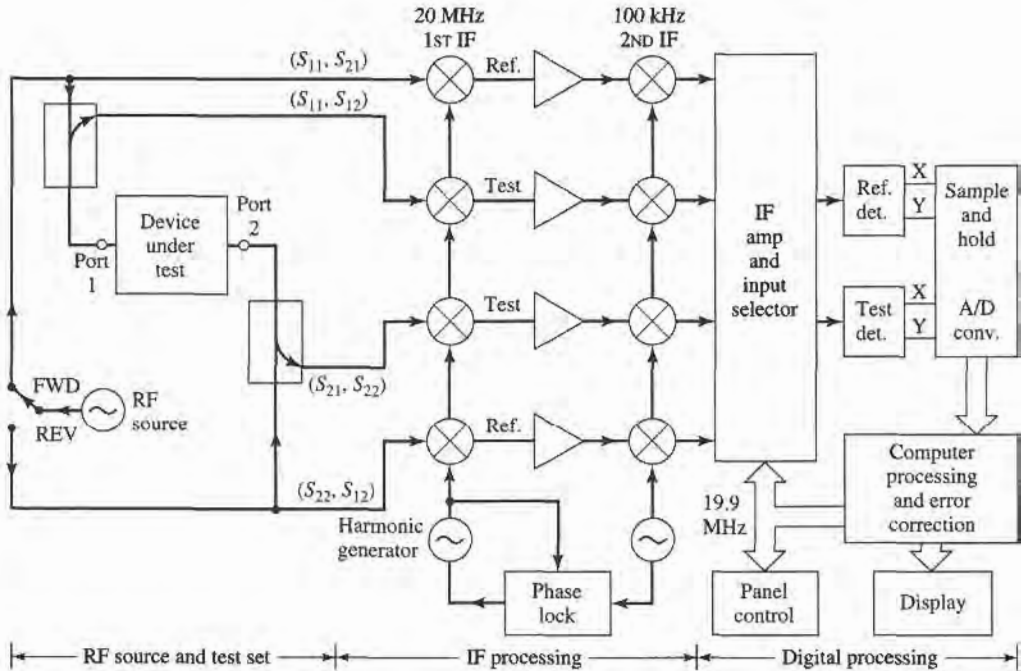 20 MHz
1ST IF
100 kHz
2ND IF
(S11, S21)
Ref.
(S11, S12)
Test
Device
under
test
Port
2
Port
1
IF
amp
and
input
selector
Ref.
det.
X
Y
Sample
and
hold
Test
Test
det.
X
Y
A/D
conv.
(S21, S22)
FWD
REV
RF
source
Ref.
(S22, S12)
Harmonic
generator
Phase
lock
19.9
MHz
Computer
processing
and error
correction
Panel
control
Display
RF source and test set
IF processing
Digital processing